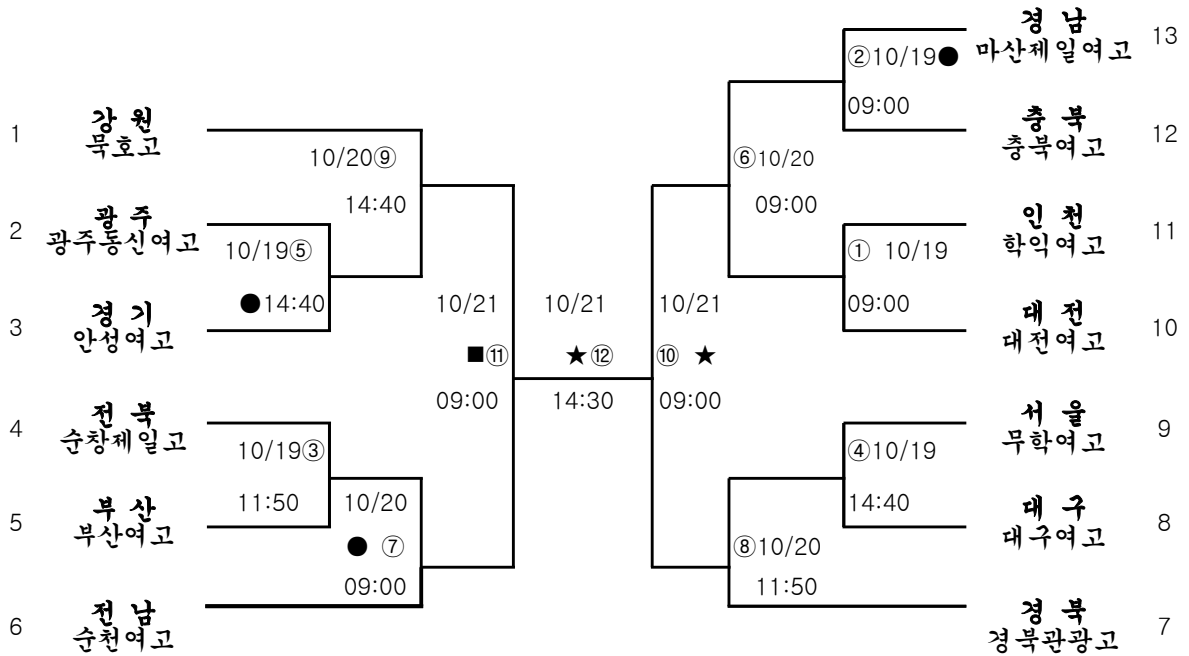 경 남
마산제일여고
13
②10/19●
09:00
충 북
충북여고
12
1
강 원
묵호고
10/20⑨
14:40
⑥10/20
09:00
2
광 주
광주동신여고
10/19⑤
●14:40
인 천
학익여고
11
① 10/19
09:00
3
경 기
안성여고
대 전
대전여고
10
10/21
■⑪
09:00
10/21
★⑫
14:30
10/21
⑩ ★
09:00
4
전 북
순창제일고
10/19③
11:50
서 울
무학여고
9
④10/19
14:40
5
부 산
부산여고
10/20
● ⑦
09:00
대 구
대구여고
8
⑧10/20
11:50
6
전 남
순천여고
경 북
경북관광고
7